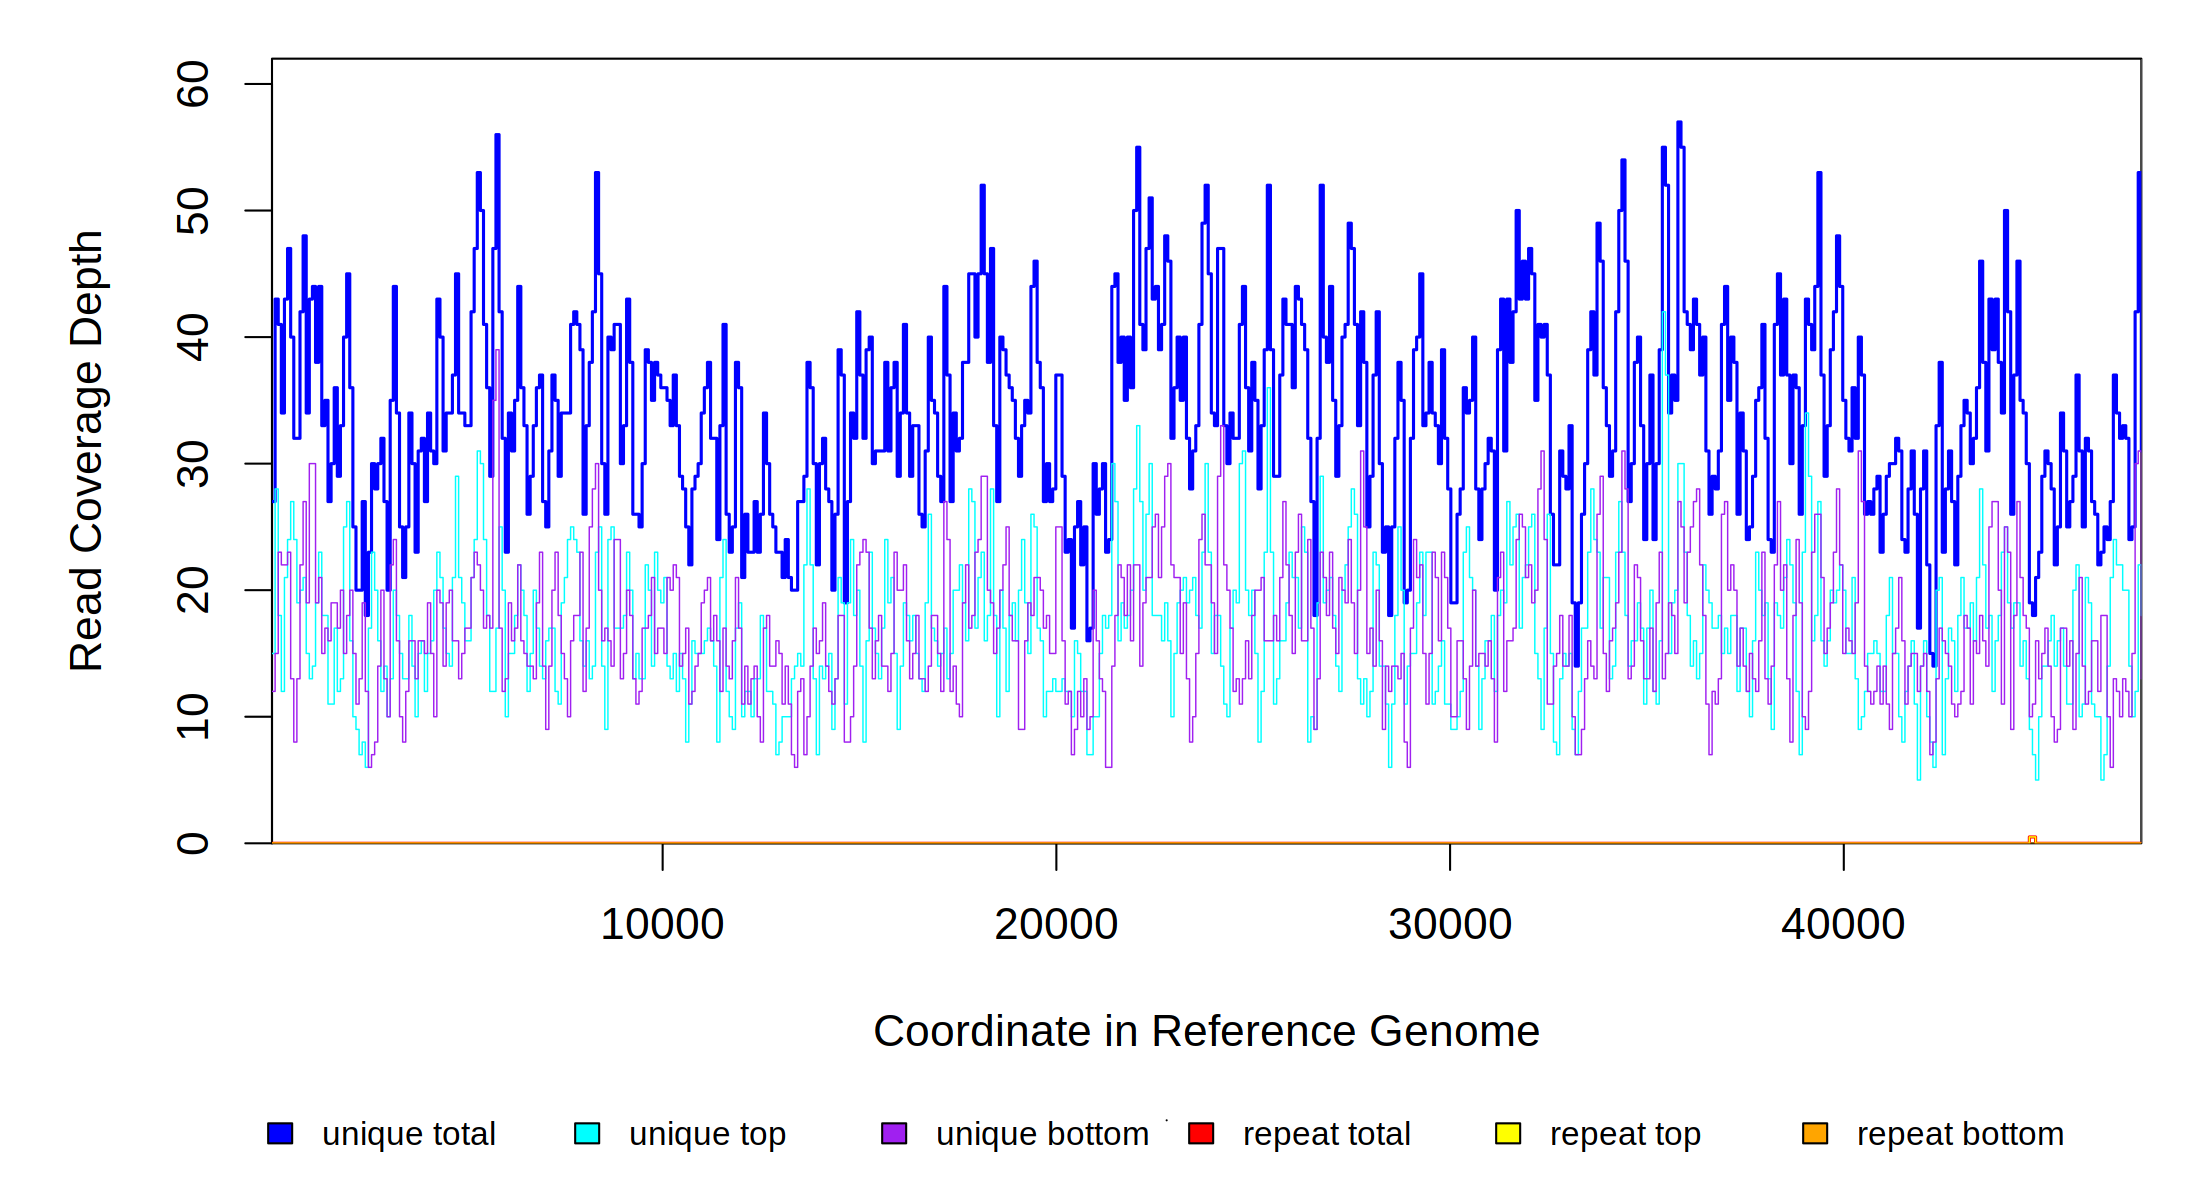 Read Coverage Depth
60
50
40
30
20
10
0
10000 20000 30000 40000
Coordinate in Reference Genome
unique total unique top unique bottom repeat total repeat top repeat bottom